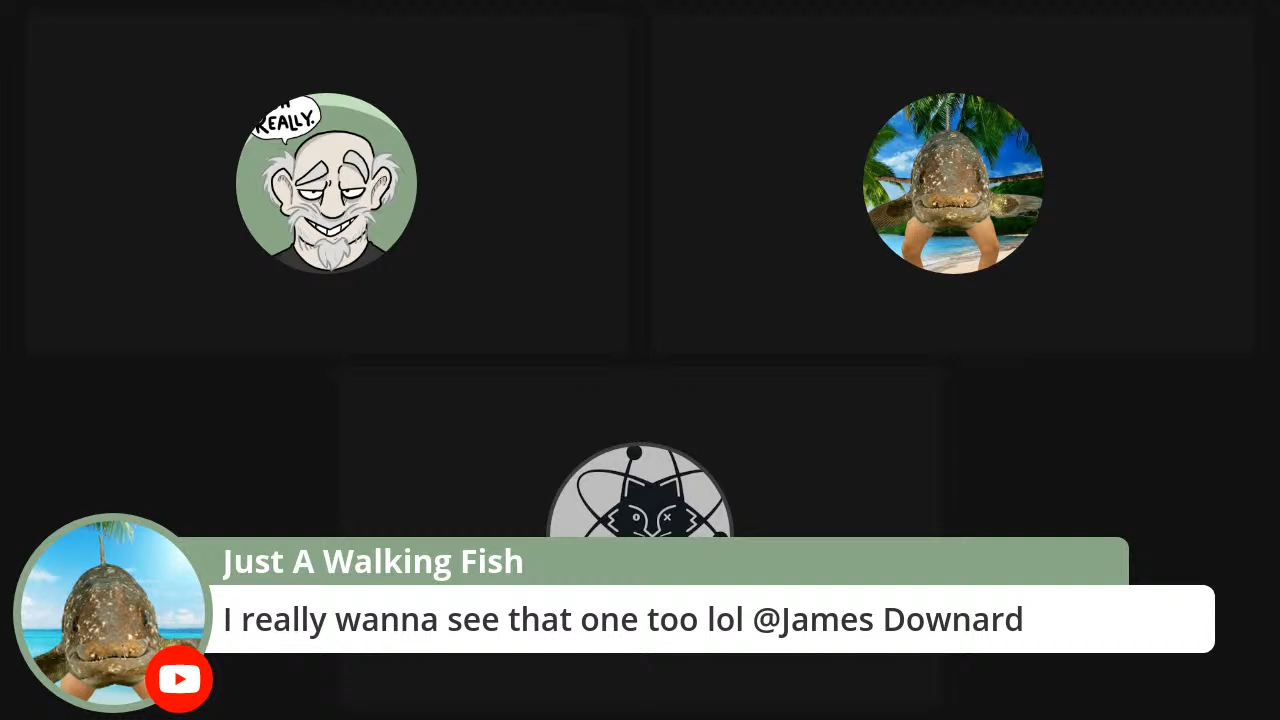 REALLY.
Just A Walking Fish
I really wanna see that one too lol @James Downard